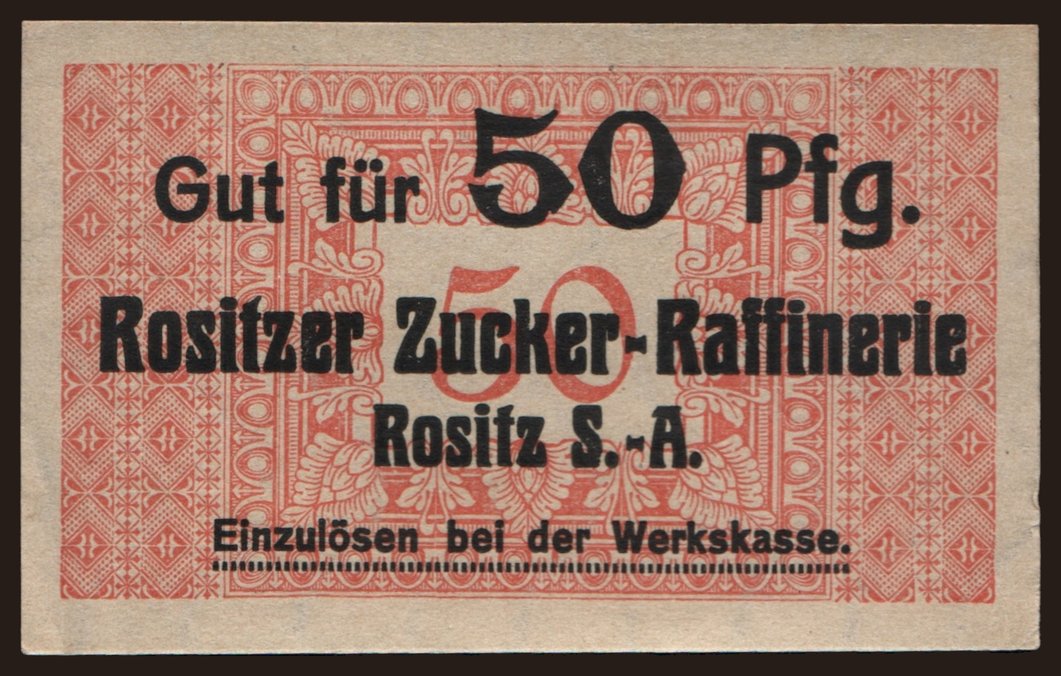 Gut für 50 Pfg.
50
Rositzer Zucker-Raffinerie
Rositz S.-A.
Einzulösen bei der Werkskasse.